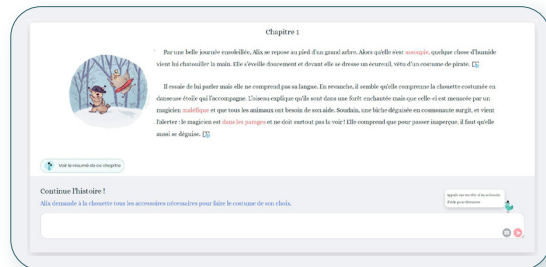 Chapitre 1
Par une belle journée ensoleillée, Alix se repose au pied d'un grand arbre. Alors qu'elle s'est assoupie, quelque chose d'humide
vient lui chatouiller la main. Elle s'éveille doucement et devant elle se dresse un écureuil, vêtu d'un costume de pirate.
Il essaie de lui parler mais elle ne comprend pas sa langue. En revanche, il semble qu'elle comprenne la chouette costumée en
danseuse étoile qui l'accompagne. L'oiseau explique qu'ils sont dans une forêt enchantée mais que celle-ci est menacée par un
magicien maléfique et que tous les animaux ont besoin de son aide. Soudain, une biche déguisée en cosmonaute surgit, et vient
l'alerter : le magicien est dans les parages et ne doit surtout pas la voir ! Elle comprend que pour passer inaperçue, il faut qu'elle
aussi se déguise.
Voir le résumé de ce chapitre
Continue l'histoire !
Alix demande à la chouette tous les accessoires nécessaires pour faire le costume de son choix.